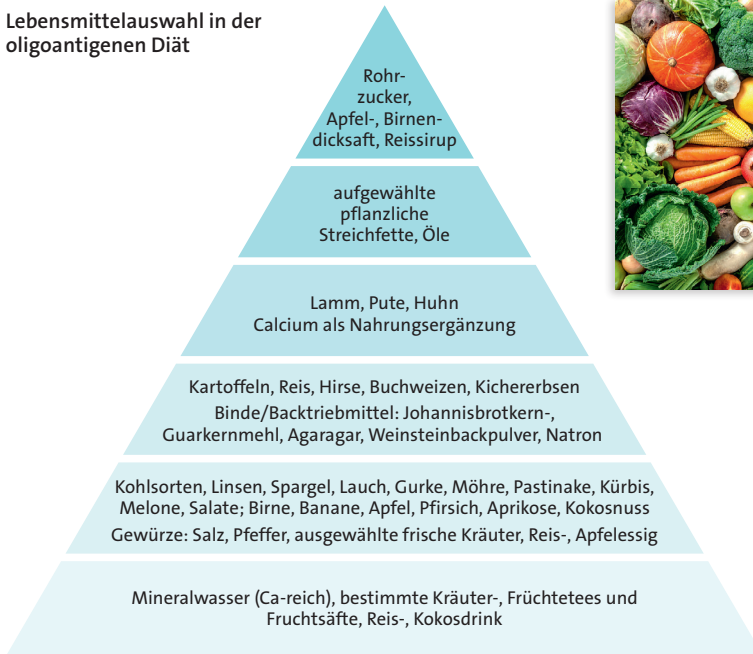 Lebensmittelauswahl in der
oligoantigenen Diät
Rohr-
zucker,
Apfel-, Birnen-
dicksaft, Reissirup
aufgewählte
pflanzliche
Streichfette, Öle
Lamm, Pute, Huhn
Calcium als Nahrungsergänzung
Kartoffeln, Reis, Hirse, Buchweizen, Kichererbsen
Binde/Backtriebmittel: Johannisbrotkern-,
Guarkernmehl, Agaragar, Weinsteinbackpulver, Natron
Kohlsorten, Linsen, Spargel, Lauch, Gurke, Möhre, Pastinake, Kürbis,
Melone, Salate; Birne, Banane, Apfel, Pfirsich, Aprikose, Kokosnuss
Gewürze: Salz, Pfeffer, ausgewählte frische Kräuter, Reis-, Apfelessig
Mineralwasser (Ca-reich), bestimmte Kräuter-, Früchtetees und
Fruchtsäfte, Reis-, Kokosdrink